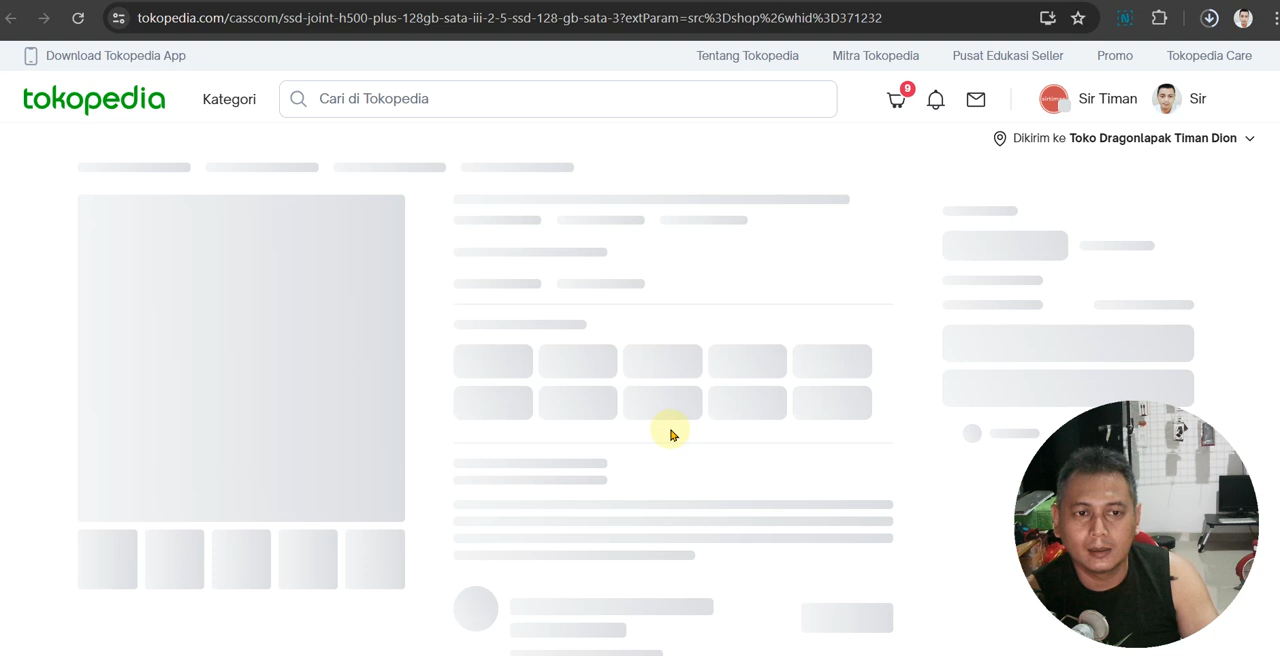 tokopedia.com/casscom/ssd-joint-h500-plus-128gb-sata-iii-2-5-ssd-128-gb-sata-3?extParam=src%3Dshop%26whid%3D371232
Download Tokopedia App
Tentang Tokopedia
Mitra Tokopedia
Pusat Edukasi Seller
Promo
Tokopedia Care
tokopedia
Kategori
Cari di Tokopedia
9
Sir Timan
Sir
Dikirim ke Toko Dragonlapak Timan Dion